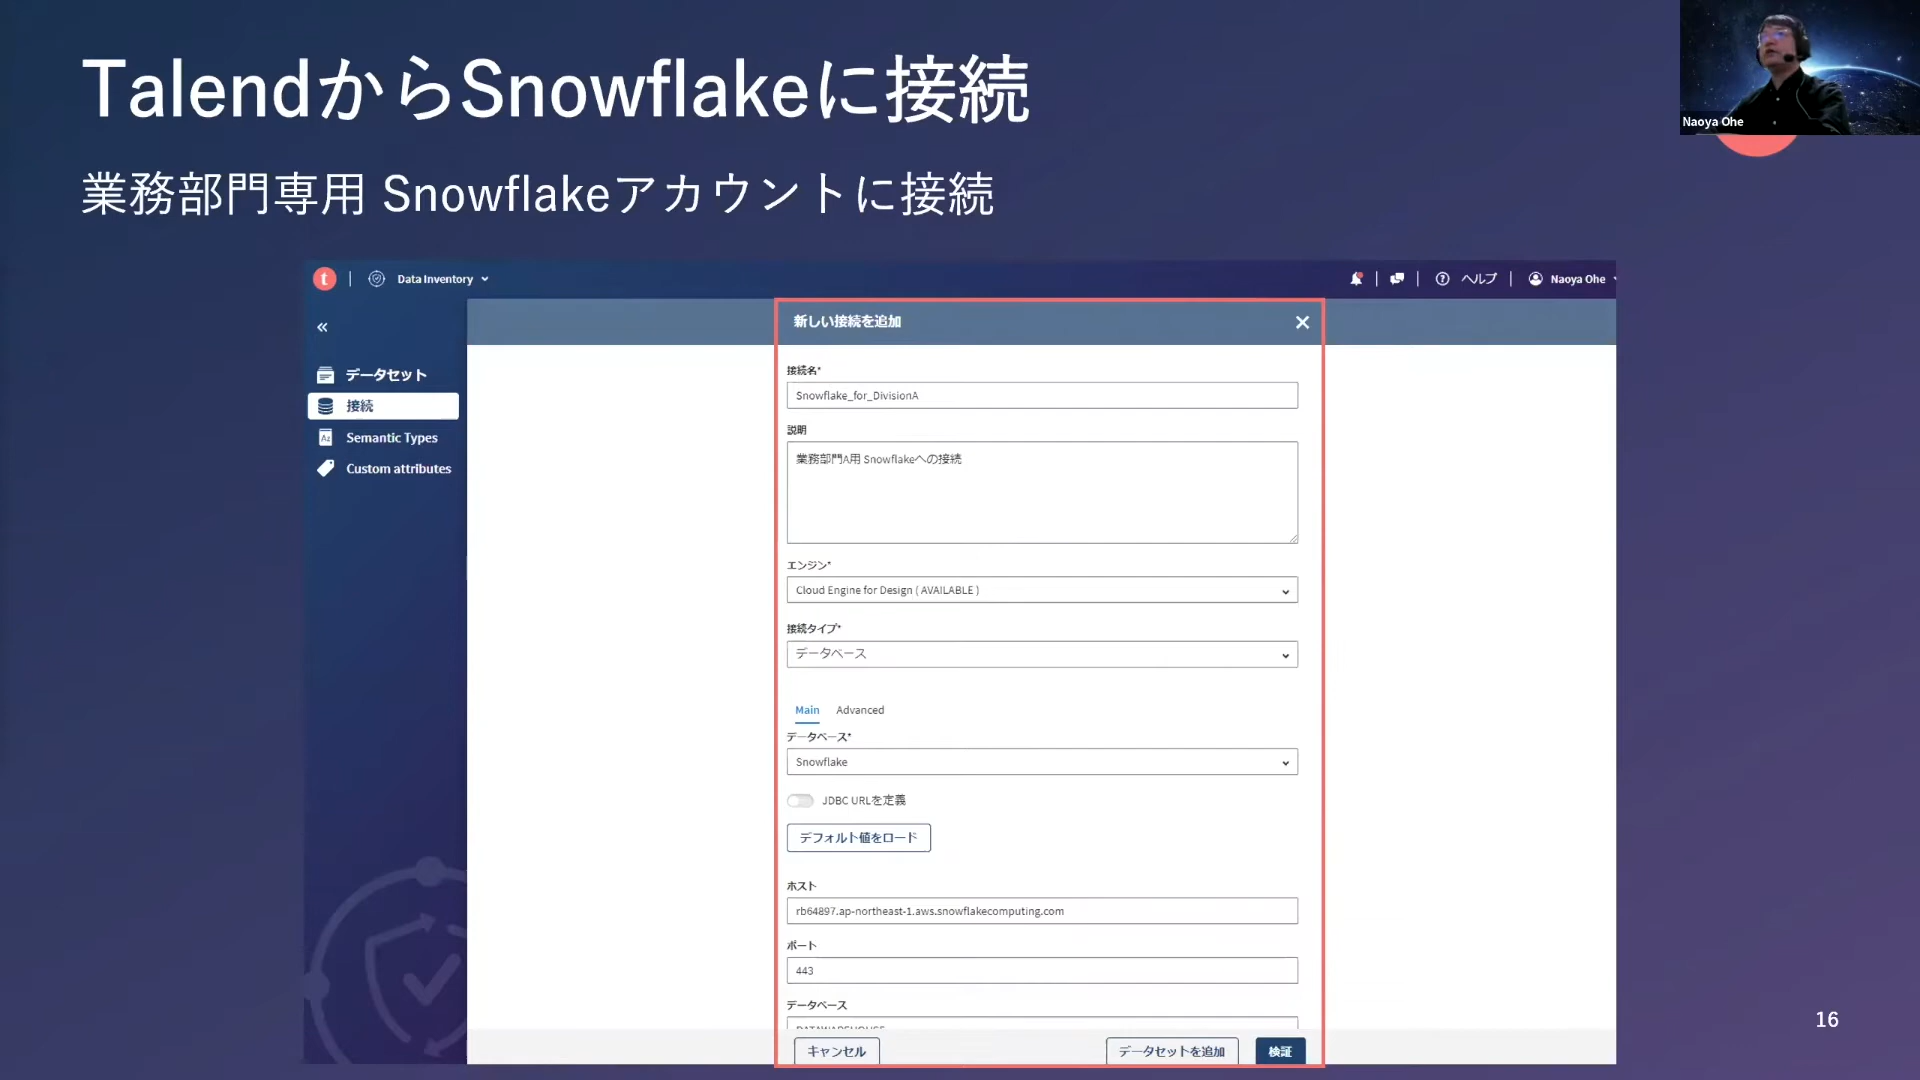 TalendからSnowflakeに接続
業務部門専用 Snowflakeアカウントに接続
Naoya Ohe
t
Data Inventory
ヘルプ
Naoya Ohe
データセット
接続
Semantic Types
Custom attributes
新しい接続を追加
接続名*
Snowflake_for_DivisionA
説明
業務部門A用 Snowflakeへの接続
エンジン*
Cloud Engine for Design ( AVAILABLE )
接続タイプ*
データベース
Main Advanced
データベース*
Snowflake
JDBC URLを定義
デフォルト値をロード
ホスト
rb64897.ap-northeast-1.aws.snowflakecomputing.com
ポート
443
データベース
DATAWAREHOUSE
キャンセル データセットを追加 検証
16